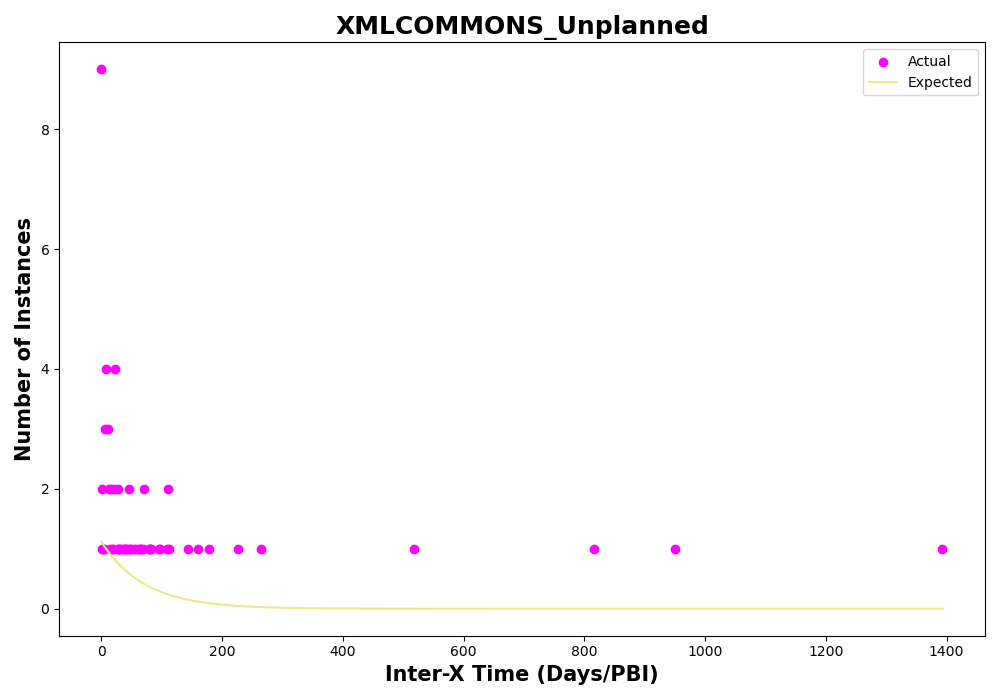 XMLCOMMONS_Unplanned
Actual
Expected
Number of Instances
8
6
4
2
0
0 200 400 600 800 1000 1200 1400
Inter-X Time (Days/PBI)